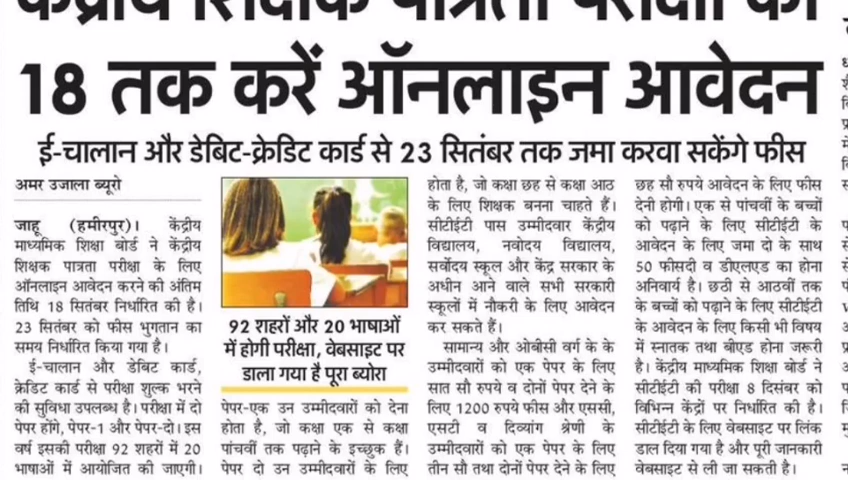 केंद्रीय शिक्षक पात्रता परीक्षा को
18 तक करें ऑनलाइन आवेदन
ई-चालान और डेबिट-क्रेडिट कार्ड से 23 सितंबर तक जमा करवा सकेंगे फीस
अमर उजाला ब्यूरो
जाहू (हमीरपुर)। केंद्रीय
माध्यमिक शिक्षा बोर्ड ने केंद्रीय
शिक्षक पात्रता परीक्षा के लिए
ऑनलाइन आवेदन करने की अंतिम
तिथि 18 सितंबर निर्धारित की है।
23 सितंबर को फीस भुगतान का
समय निर्धारित किया गया है।
ई-चालान और डेबिट कार्ड,
क्रेडिट कार्ड से परीक्षा शुल्क भरने
की सुविधा उपलब्ध है। परीक्षा में दो
पेपर होंगे, पेपर-1 और पेपर-दो। इस
वर्ष इसकी परीक्षा 92 शहरों में 20
भाषाओं में आयोजित की जाएगी।
92 शहरों और 20 भाषाओं
में होगी परीक्षा, वेबसाइट पर
डाला गया है पूरा ब्योरा
पेपर-एक उन उम्मीदवारों को देना
होता है, जो कक्षा एक से कक्षा
पांचवीं तक पढ़ाने के इच्छुक हैं।
पेपर दो उन उम्मीदवारों के लिए
होता है, जो कक्षा छह से कक्षा आठ
के लिए शिक्षक बनना चाहते हैं।
सीटीईटी पास उम्मीदवार केंद्रीय
विद्यालय, नवोदय विद्यालय,
सर्वोदय स्कूल और केंद्र सरकार के
अधीन आने वाले सभी सरकारी
स्कूलों में नौकरी के लिए आवेदन
कर सकते हैं।
सामान्य और ओबीसी वर्ग के के
उम्मीदवारों को एक पेपर के लिए
सात सौ रुपये व दोनों पेपर देने के
लिए 1200 रुपये फीस और एससी,
एसटी व दिव्यांग श्रेणी के
उम्मीदवारों को एक पेपर के लिए
तीन सौ तथा दोनों पेपर देने के लिए
छह सौ रुपये आवेदन के लिए फीस
देनी होगी। एक से पांचवीं के बच्चों
को पढ़ाने के लिए सीटीईटी के
आवेदन के लिए जमा दो के साथ
50 फीसदी व डीएलएड का होना
अनिवार्य है। छठी से आठवीं तक
के बच्चों को पढ़ाने के लिए सीटीईटी
के आवेदन के लिए किसी भी विषय
में स्नातक तथा बीएड होना जरूरी
है। केंद्रीय माध्यमिक शिक्षा बोर्ड ने
सीटीईटी की परीक्षा 8 दिसंबर को
विभिन्न केंद्रों पर निर्धारित की है।
सीटीईटी के लिए वेबसाइट पर लिंक
डाल दिया गया है और पूरी जानकारी
वेबसाइट से ली जा सकती है।